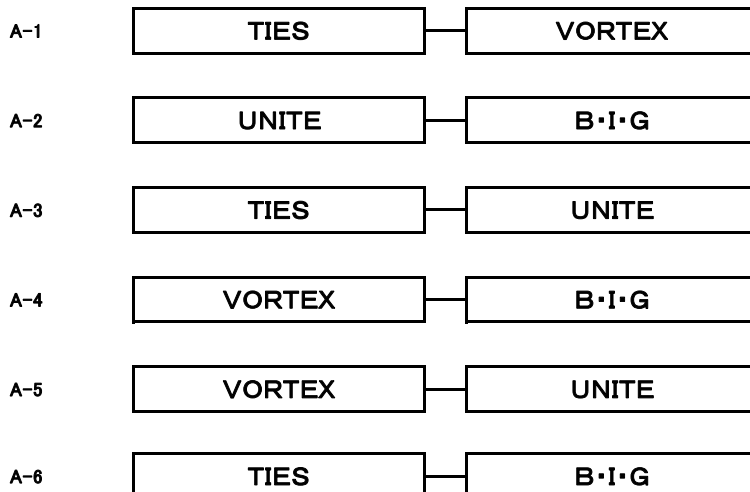 A-1 TIES VORTEX
A-2 UNITE B・I・G
A-3 TIES UNITE
A-4 VORTEX B・I・G
A-5 VORTEX UNITE
A-6 TIES B・I・G